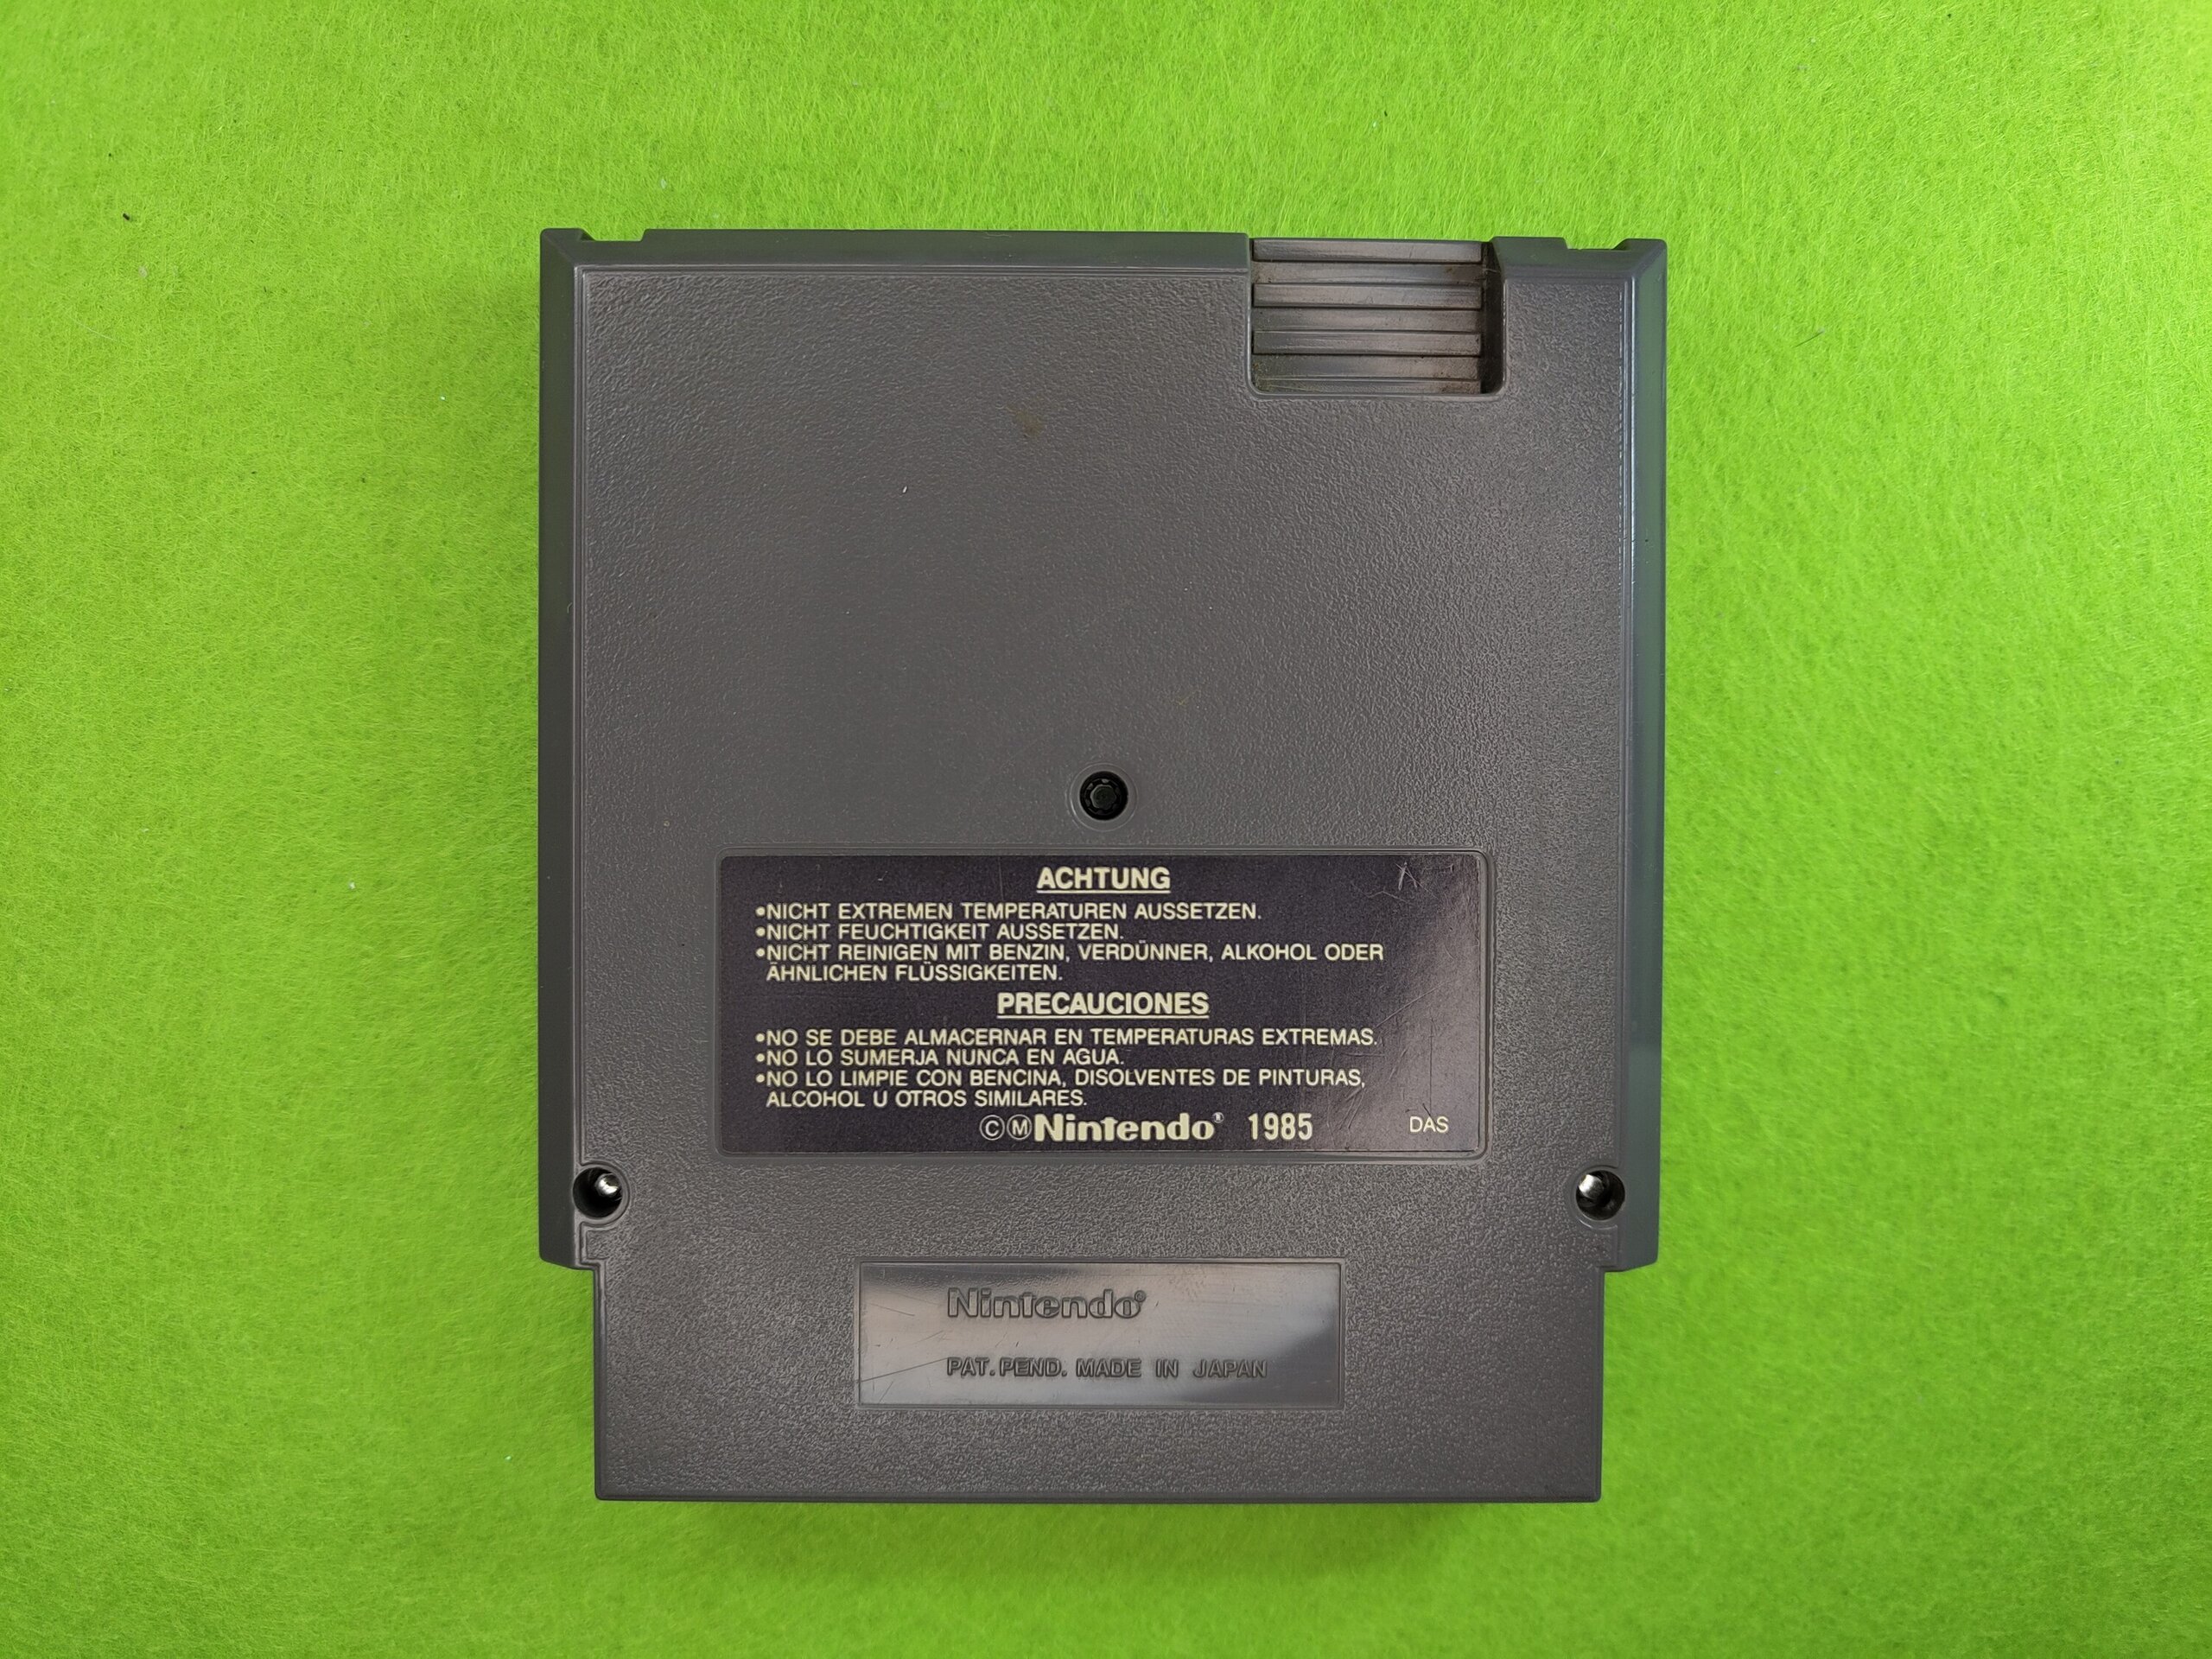 ACHTUNG
•NICHT EXTREMEN TEMPERATUREN AUSSETZEN.
•NICHT FEUCHTIGKEIT AUSSETZEN.
•NICHT REINIGEN MIT BENZIN, VERDÜNNER, ALKOHOL ODER
ÄHNLICHEN FLÜSSIGKEITEN.
PRECAUCIONES
•NO SE DEBE ALMACERNAR EN TEMPERATURAS EXTREMAS.
•NO LO SUMERJA NUNCA EN AGUA.
•NO LO LIMPIE CON BENCINA, DISOLVENTES DE PINTURAS,
ALCOHOL U OTROS SIMILARES.
©ⓂNintendo® 1985 DAS
Nintendo®
PAT. PEND. MADE IN JAPAN